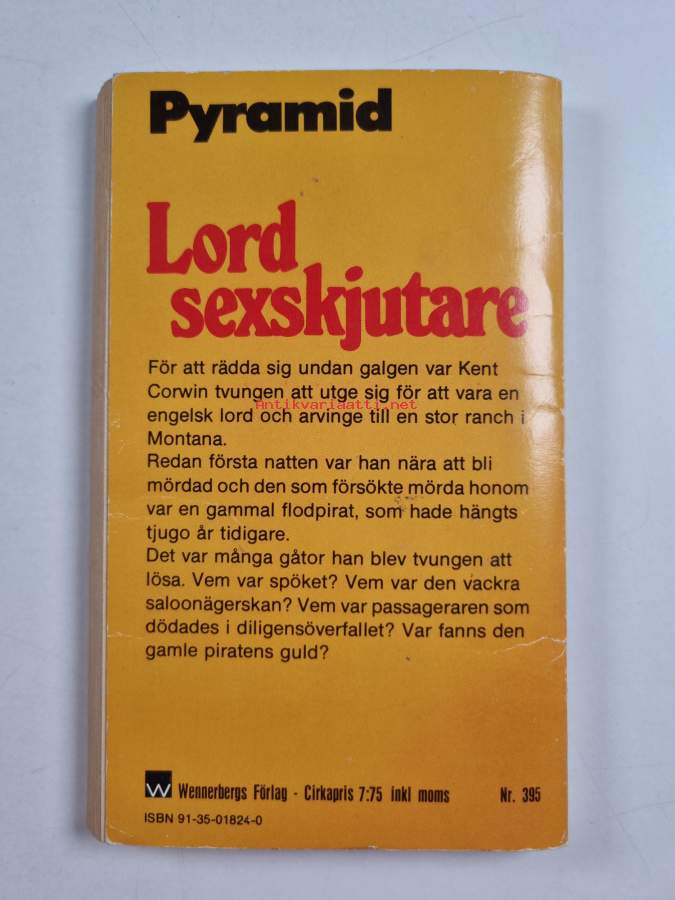 Pyramid
Lord
sexskjutare
För att rädda sig undan galgen var Kent
Corwin tvungen att utge sig för att vara en
Antikvariaatti.net
engelsk lord och arvinge till en stor ranch i
Montana.
Redan första natten var han nära att bli
mördad och den som försökte mörda honom
var en gammal flodpirat, som hade hängts
tjugo år tidigare.
Det var många gåtor han blev tvungen att
lösa. Vem var spöket? Vem var den vackra
saloonägerskan? Vem var passageraren som
dödades i diligensöverfallet? Var fanns den
gamle piratens guld?
W Wennerbergs Förlag - Cirkapris 7:75 inkl moms Nr. 395
ISBN 91-35-01824-0